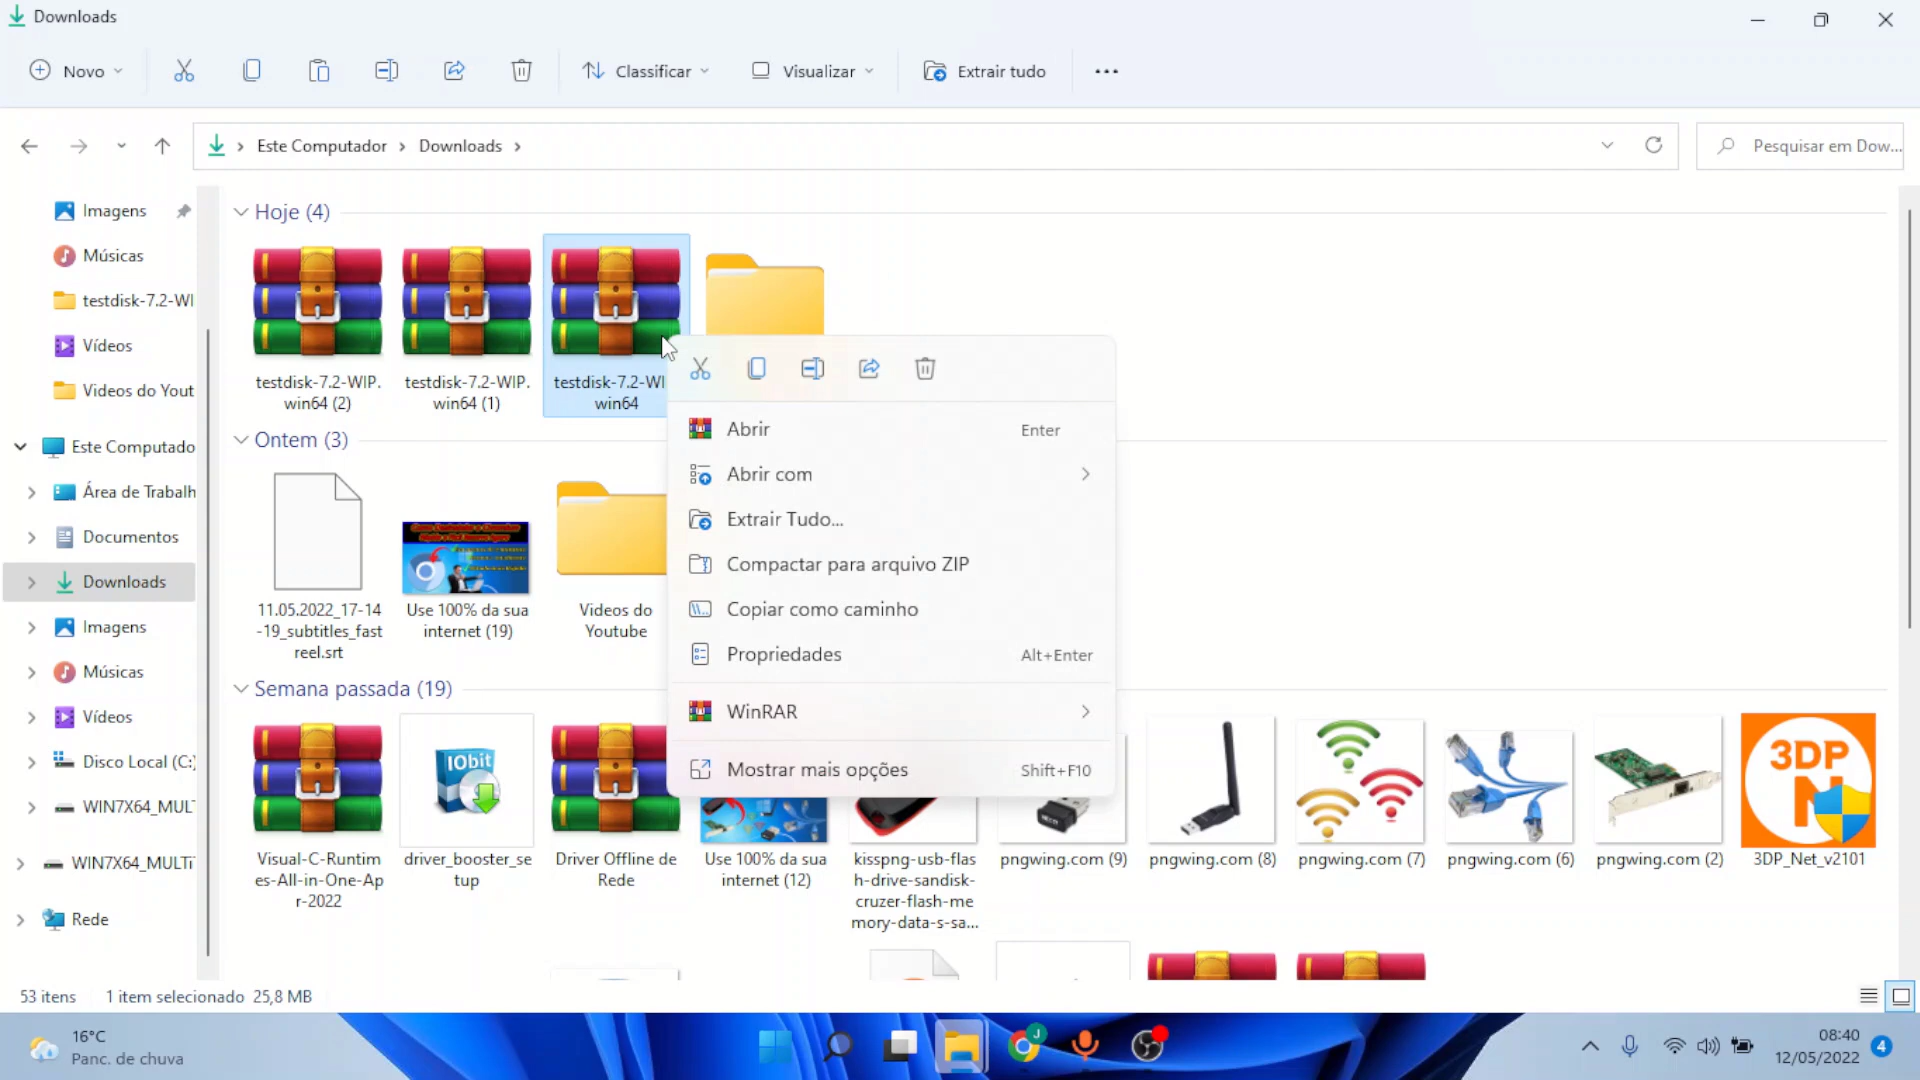 Downloads
Novo
Classificar
Visualizar
Extrair tudo
Este Computador
Downloads
Pesquisar em Dow...
Imagens
Músicas
testdisk-7.2-WI
Vídeos
Videos do Yout
Este Computado
Área de Trabalh
Documentos
Downloads
Imagens
Músicas
Vídeos
Disco Local (C:)
WIN7X64_MUL
WIN7X64_MULTi
Rede
Hoje (4)
testdisk-7.2-WIP.
win64 (2)
testdisk-7.2-WIP.
win64 (1)
testdisk-7.2-WI
win64
Ontem (3)
11.05.2022_17-14
-19_subtitles_fast
reel.srt
Use 100% da sua
internet (19)
Videos do
Youtube
Semana passada (19)
IObit
3DP
N
Visual-C-Runtim
es-All-in-One-Ap
r-2022
driver_booster_se
tup
Driver Offline de
Rede
Use 100% da sua
internet (12)
kisspng-usb-flas
h-drive-sandisk-
cruzer-flash-me
mory-data-s-sa...
pngwing.com (9)
pngwing.com (8)
pngwing.com (7)
pngwing.com (6)
pngwing.com (2)
3DP_Net_v2101
Abrir Enter
Abrir com
Extrair Tudo...
Compactar para arquivo ZIP
Copiar como caminho
Propriedades Alt+Enter
WinRAR
Mostrar mais opções Shift+F10
53 itens 1 item selecionado 25,8 MB
16°C
Panc. de chuva
J
08:40
12/05/2022
4